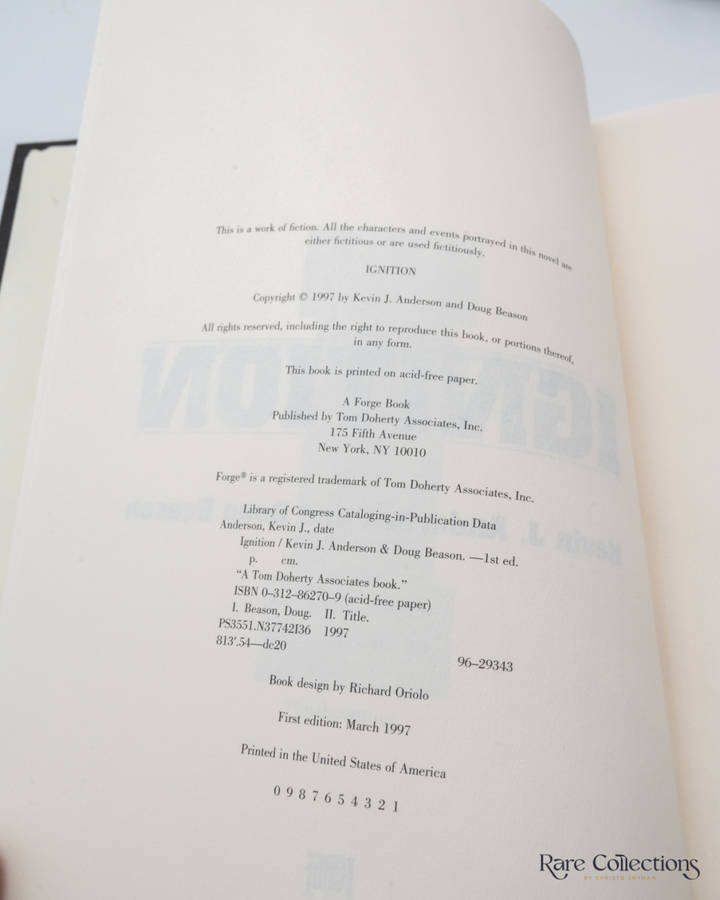 This is a work of fiction. All the characters and events portrayed in this novel are
either fictitious or are used fictitiously.
IGNITION
Copyright © 1997 by Kevin J. Anderson and Doug Beason
All rights reserved, including the right to reproduce this book, or portions thereof,
in any form.
This book is printed on acid-free paper.
A Forge Book
Published by Tom Doherty Associates, Inc.
175 Fifth Avenue
New York, NY 10010
Forge® is a registered trademark of Tom Doherty Associates, Inc.
Library of Congress Cataloging-in-Publication Data
Anderson, Kevin J., date
Ignition / Kevin J. Anderson & Doug Beason. —1st ed.
p. cm.
"A Tom Doherty Associates book."
ISBN 0–312–86270–9 (acid-free paper)
I. Beason, Doug. II. Title.
PS3551.N37742I36 1997
813'.54—dc20
96–29343
Book design by Richard Oriolo
First edition: March 1997
Printed in the United States of America
0 9 8 7 6 5 4 3 2 1
Rare Collections